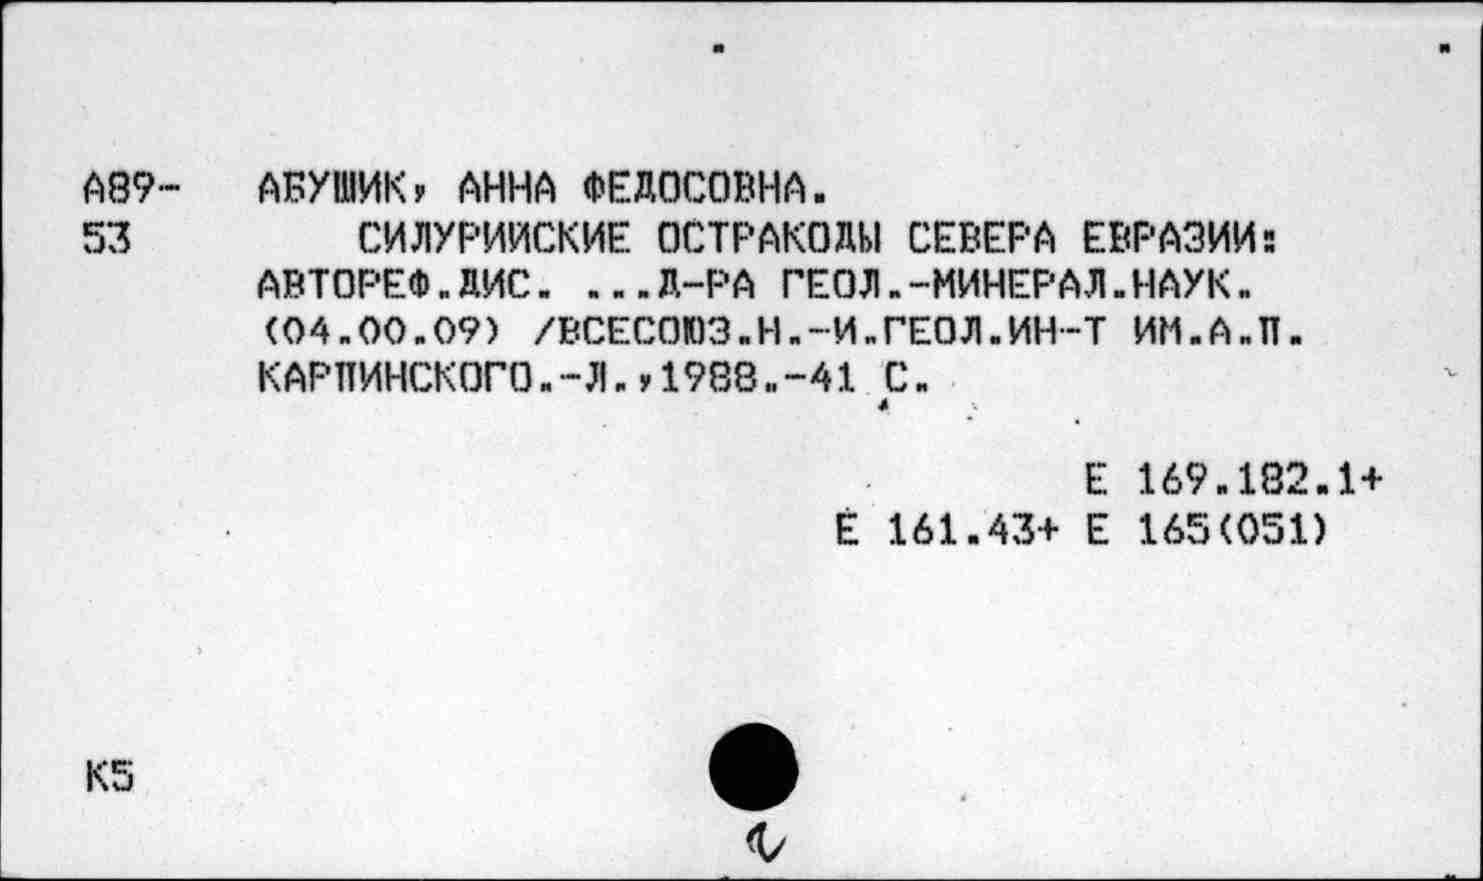 А89- АБУШИК, АННА ФЕДОСОВНА.
53 СИЛУРИЙСКИЕ ОСТРАКОДЫ СЕВЕРА ЕВРАЗИИ:
АВТОРЕФ.ДИС. ...Д-РА ГЕОЛ.-МИНЕРАЛ.НАУК.
(04.00.09) /ВСЕСОЮЗ.Н.-И.ГЕОЛ.ИН-Т ИМ.А.П.
КАРПИНСКОГО.-Л.,1988.-41 С.
Е 169.182.1+
Е 161.43+ Е 165(051)
К5